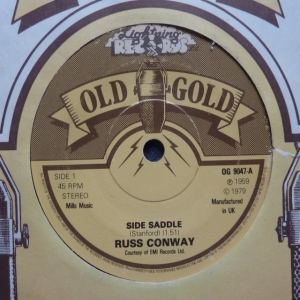 Lightning
RECORDS
OLD GOLD
SIDE 1
45 RPM
STEREO
Mills Music
OG 9047-A
℗ 1959
© 1979
Manufactured
in UK
SIDE SADDLE
(Stanford) (1.51)
RUSS CONWAY
Courtesy of EMI Records Ltd.